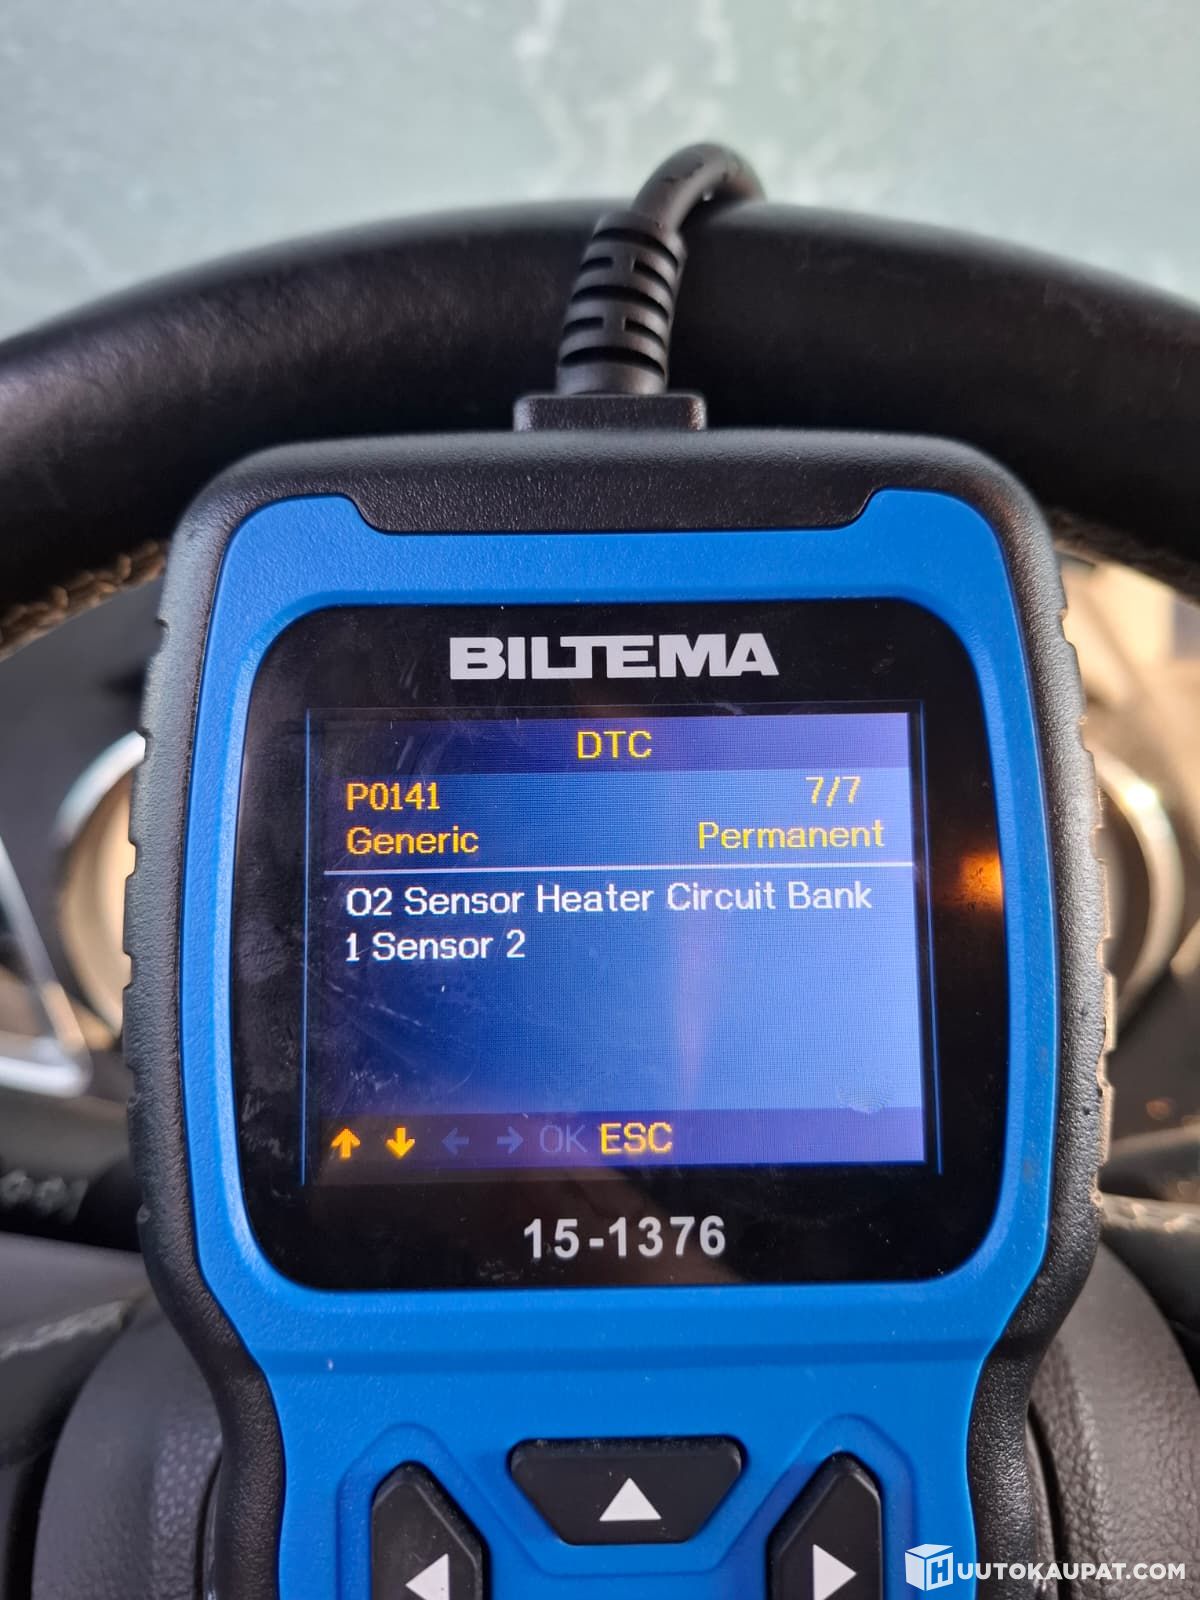 BILTEMA
DTC
P0141 7/7
Generic Permanent
O2 Sensor Heater Circuit Bank
1 Sensor 2
OK ESC
15-1376
HUUTOKAUPAT.COM